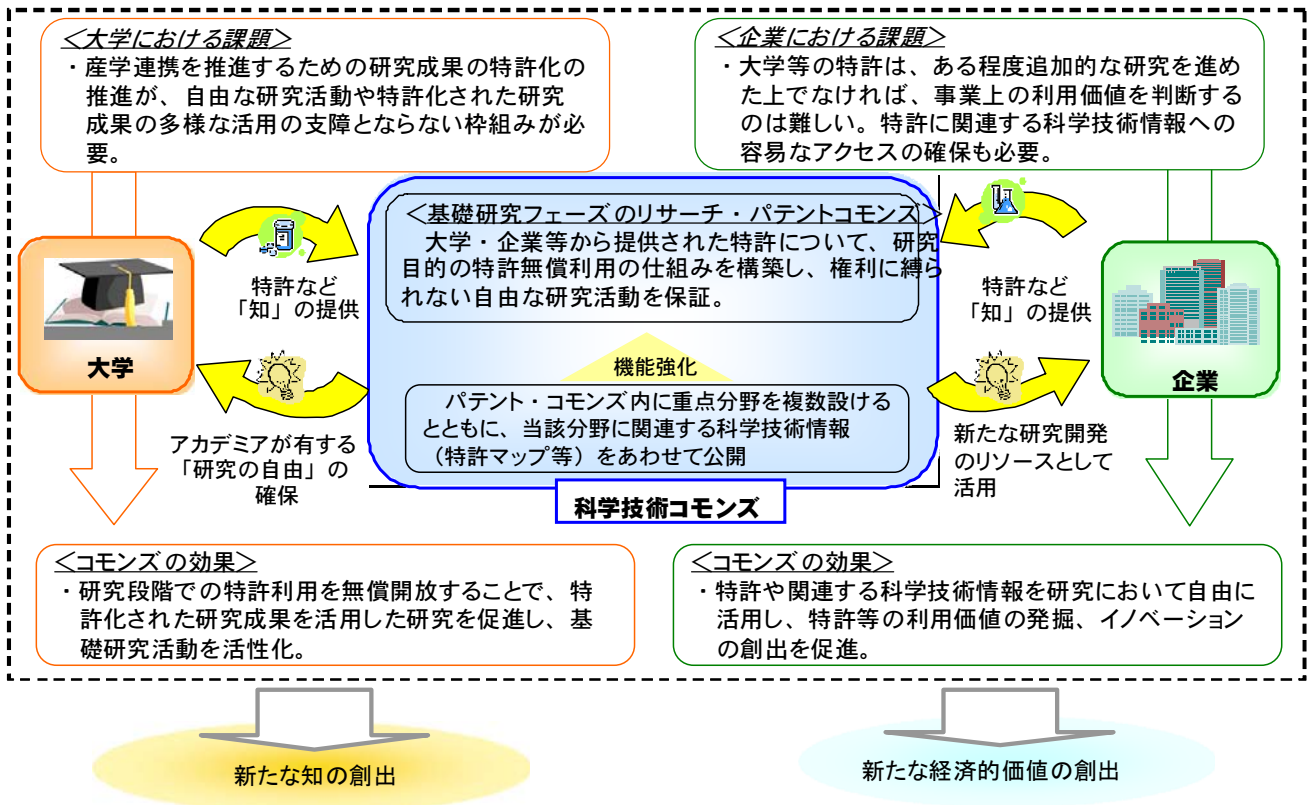 ＜大学における課題＞
・産学連携を推進するための研究成果の特許化の
推進が、自由な研究活動や特許化された研究
成果の多様な活用の支障とならない枠組みが必
要。
＜企業における課題＞
・大学等の特許は、ある程度追加的な研究を進め
た上でなければ、事業上の利用価値を判断する
のは難しい。特許に関連する科学技術情報への
容易なアクセスの確保も必要。
特許など
「知」の提供
＜基礎研究フェーズのリサーチ・パテントコモンズ＞
大学・企業等から提供された特許について、研究
目的の特許無償利用の仕組みを構築し、権利に縛ら
れない自由な研究活動を保証。
特許など
「知」の提供
大学
機能強化
企業
パテント・コモンズ内に重点分野を複数設ける
とともに、当該分野に関連する科学技術情報
（特許マップ等）をあわせて公開
アカデミアが有する
「研究の自由」の
確保
新たな研究開発
のリソースとして
活用
科学技術コモンズ
＜コモンズの効果＞
・研究段階での特許利用を無償開放することで、特
許化された研究成果を活用した研究を促進し、基
礎研究活動を活性化。
＜コモンズの効果＞
・特許や関連する科学技術情報を研究において自由に
活用し、特許等の利用価値の発掘、イノベーション
の創出を促進。
新たな知の創出
新たな経済的価値の創出